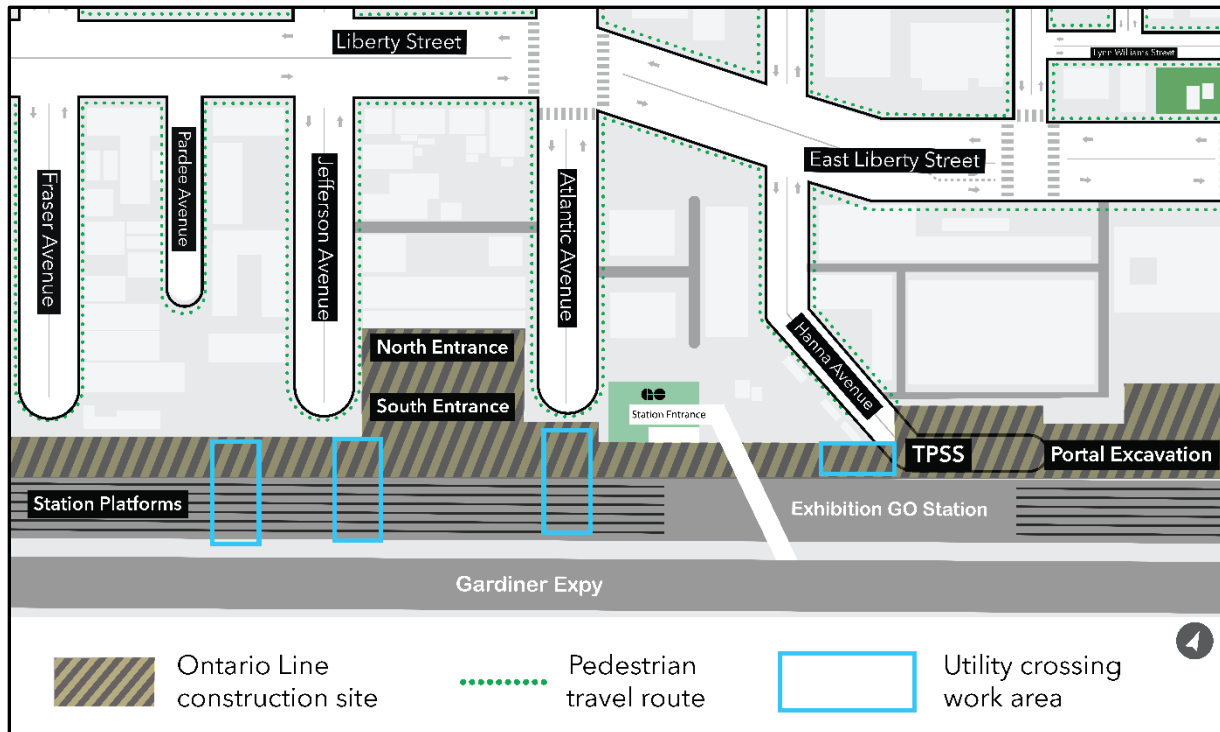 Liberty Street
Lynn Williams Street
Pardee Avenue
East Liberty Street
Fraser Avenue
Jefferson Avenue
Atlantic Avenue
Hanna Avenue
North Entrance
South Entrance
GO
Station Entrance
TPSS
Portal Excavation
Station Platforms
Exhibition GO Station
Gardiner Expy
Ontario Line
construction site
Pedestrian
travel route
Utility crossing
work area